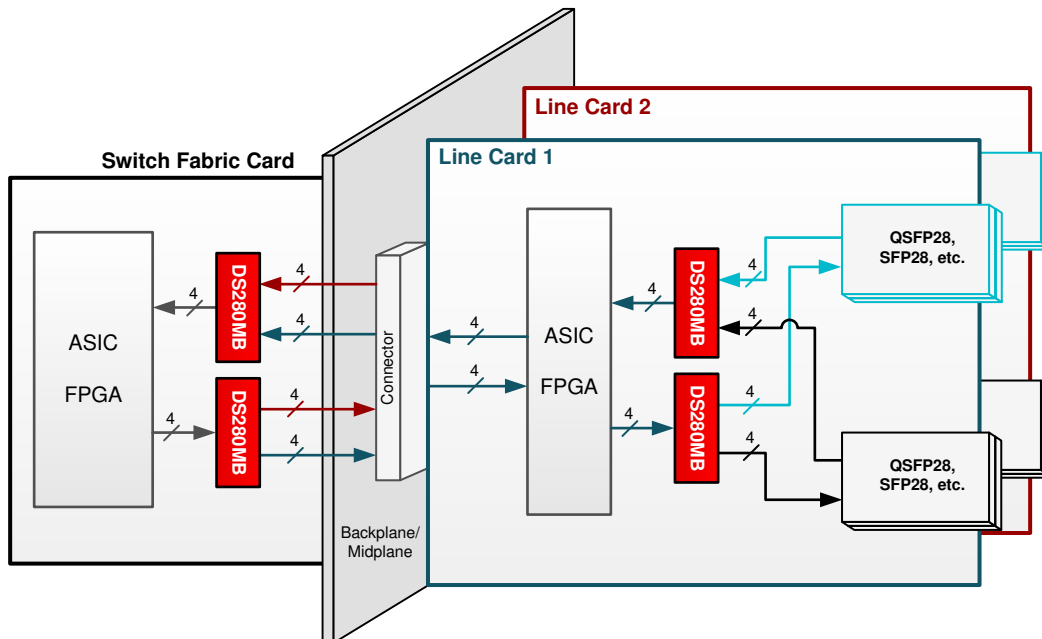 Line Card 2
Line Card 1
Switch Fabric Card
ASIC
FPGA
4
4
DS280MB
DS280MB
4
4
4
4
Connector
Backplane/
Midplane
4
4
ASIC
FPGA
4
4
DS280MB
DS280MB
4
4
4
4
QSFP28,
SFP28, etc.
QSFP28,
SFP28, etc.